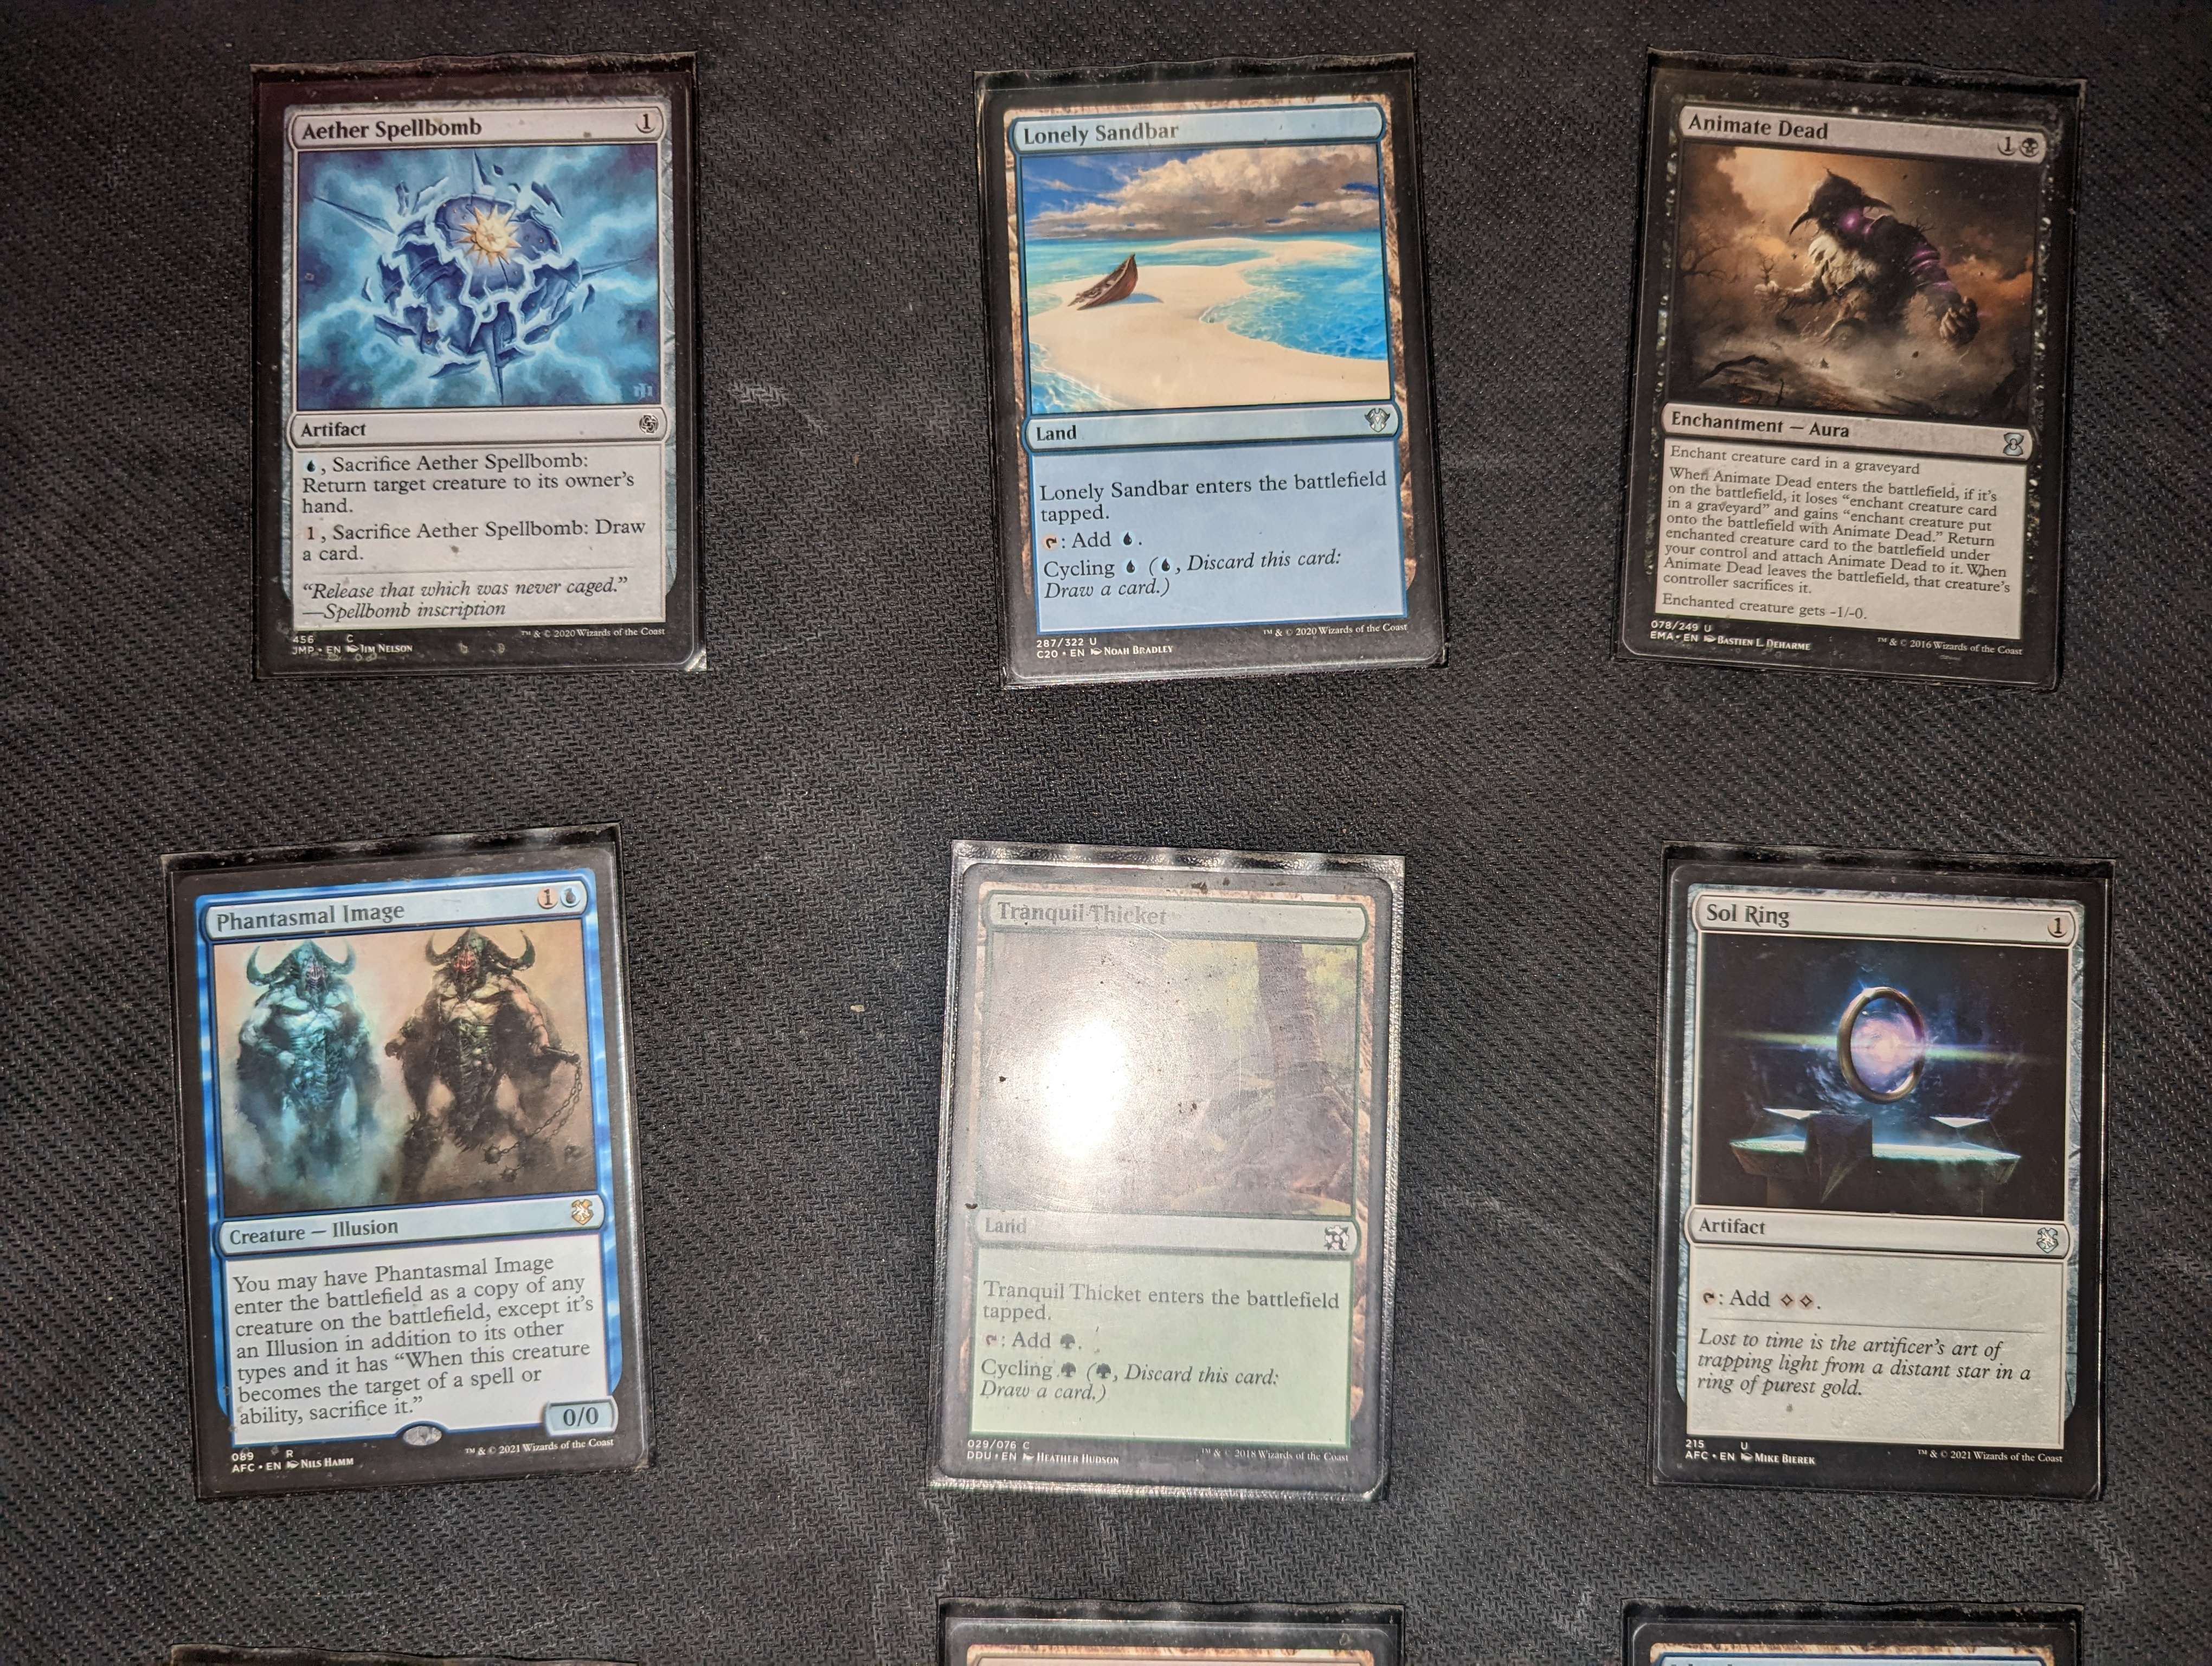 Aether Spellbomb 1
Artifact
, Sacrifice Aether Spellbomb:
Return target creature to its owner's
hand.
1, Sacrifice Aether Spellbomb: Draw
a card.
"Release that which was never caged."
—Spellbomb inscription
456 C
JMP • EN Jim Nelson
™ & © 2020 Wizards of the Coast
Lonely Sandbar
Land
Lonely Sandbar enters the battlefield
tapped.
: Add .
Cycling (, Discard this card:
Draw a card.)
287/322 U
C20 • EN Noah Bradley
™ & © 2020 Wizards of the Coast
Animate Dead 1
Enchantment — Aura
Enchant creature card in a graveyard
When Animate Dead enters the battlefield, if it's
on the battlefield, it loses "enchant creature card
in a graveyard" and gains "enchant creature put
onto the battlefield with Animate Dead." Return
enchanted creature card to the battlefield under
your control and attach Animate Dead to it. When
Animate Dead leaves the battlefield, that creature's
controller sacrifices it.
Enchanted creature gets -1/-0.
078/249 U
EMA • EN Bastien L. Deharme
™ & © 2016 Wizards of the Coast
Phantasmal Image 1
Creature — Illusion
You may have Phantasmal Image
enter the battlefield as a copy of any
creature on the battlefield, except it's
an Illusion in addition to its other
types and it has "When this creature
becomes the target of a spell or
ability, sacrifice it."
0/0
089 R
AFC • EN Nils Hamm
™ & © 2021 Wizards of the Coast
Tranquil Thicket
Land
Tranquil Thicket enters the battlefield
tapped.
: Add .
Cycling (, Discard this card:
Draw a card.)
029/076 C
DDU • EN Heather Hudson
™ & © 2018 Wizards of the Coast
Sol Ring 1
Artifact
: Add .
Lost to time is the artificer's art of
trapping light from a distant star in a
ring of purest gold.
215 U
AFC • EN Mike Bierek
™ & © 2021 Wizards of the Coast